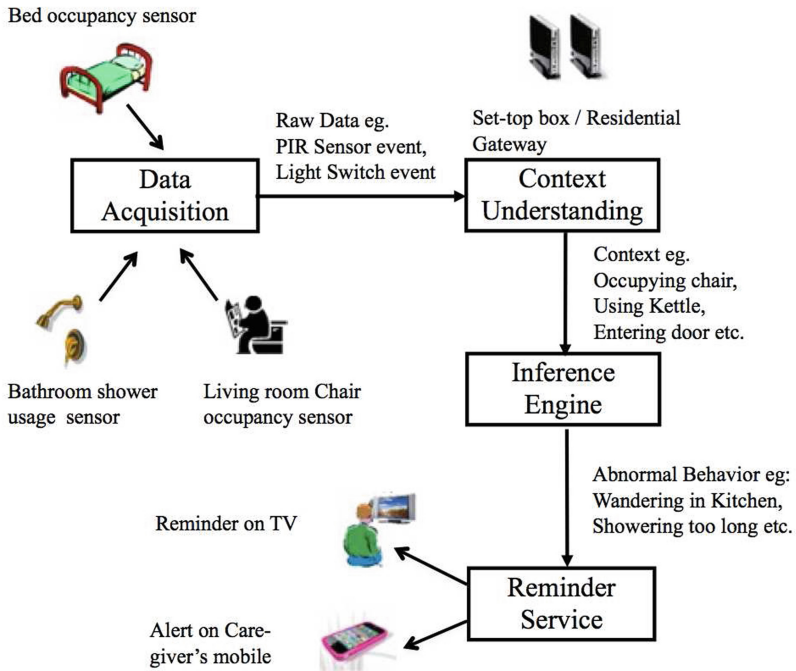 Bed occupancy sensor
Raw Data eg.
PIR Sensor event,
Light Switch event
Set-top box / Residential
Gateway
Data
Acquisition
Context
Understanding
Context eg.
Occupying chair,
Using Kettle,
Entering door etc.
Bathroom shower
usage sensor
Living room Chair
occupancy sensor
Inference
Engine
Abnormal Behavior eg:
Wandering in Kitchen,
Showering too long etc.
Reminder on TV
Reminder
Service
Alert on Care-
giver's mobile